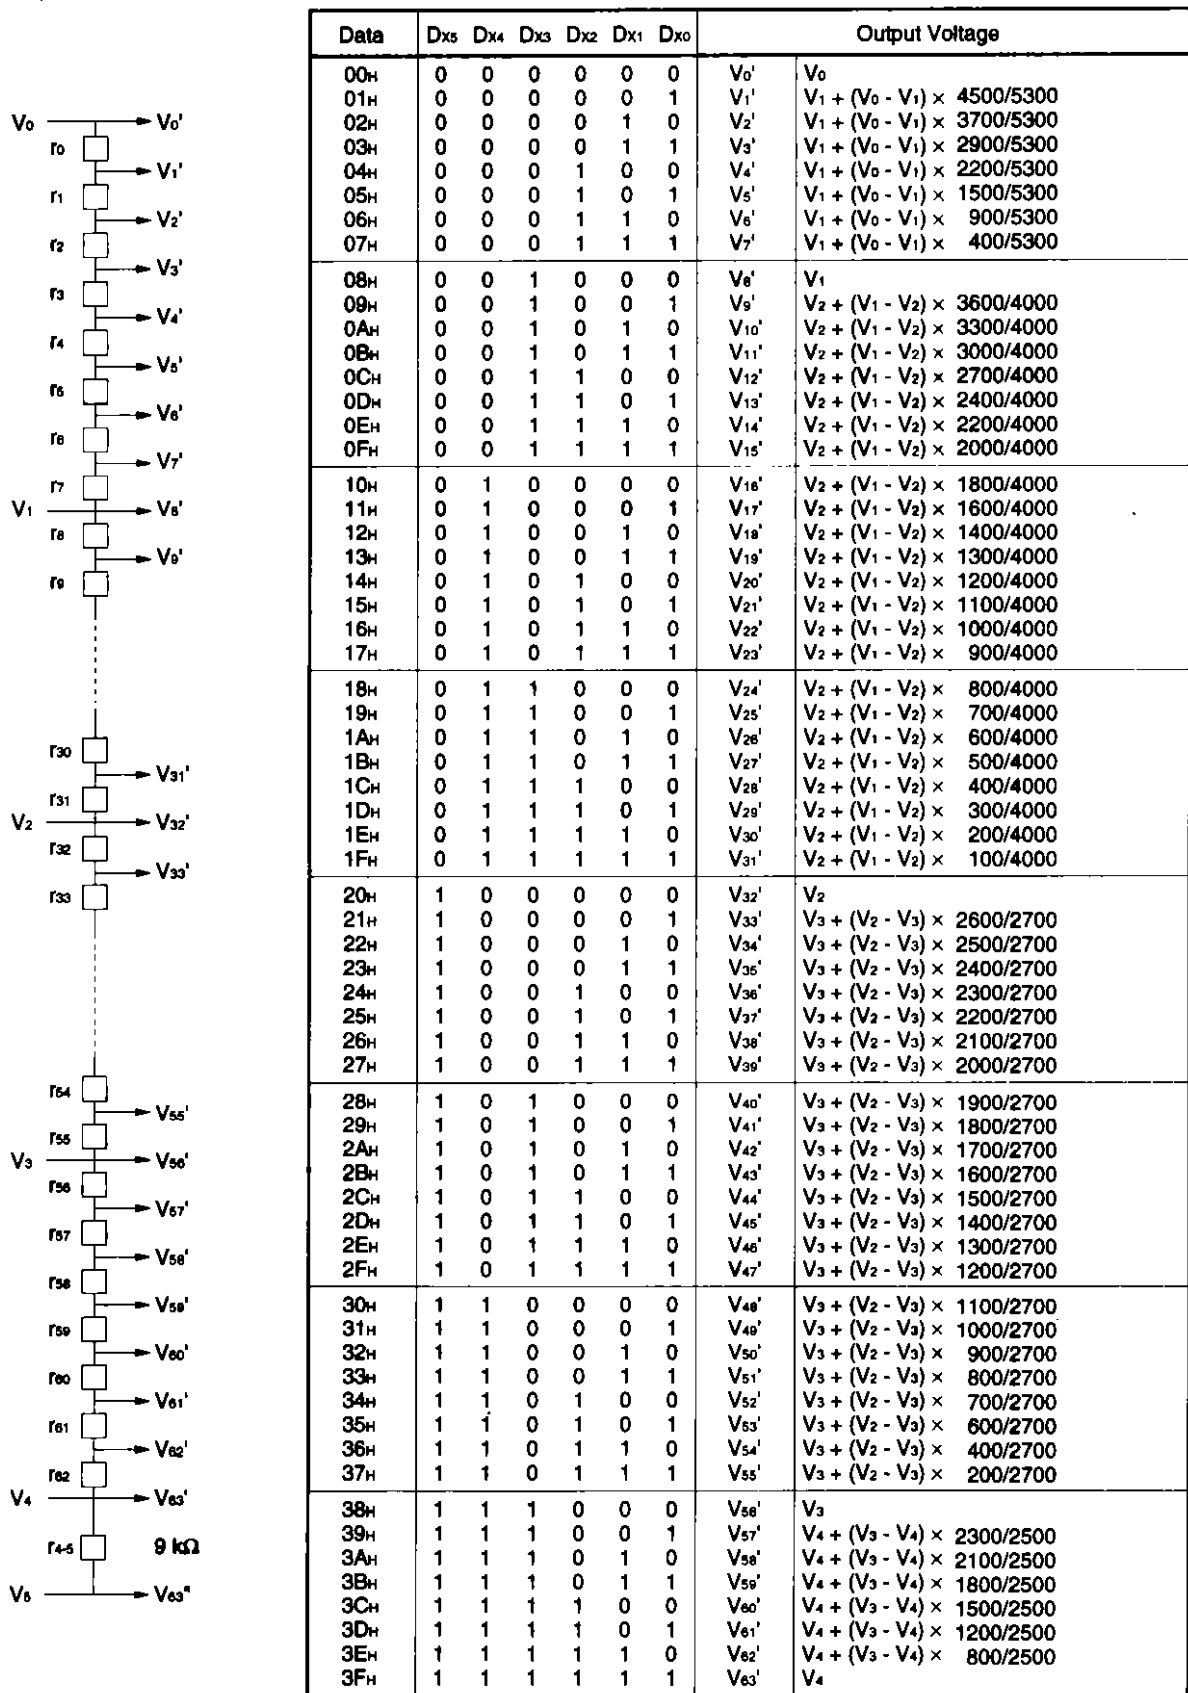 V0 V0'
r0
V1'
r1
V2'
r2
V3'
r3
V4'
r4
V5'
r5
V6'
r6
V7'
r7
V1 V8'
r8
V9'
r9
r30
V31'
r31
V2 V32'
r32
V33'
r33
r54
V55'
r55
V3 V56'
r56
V57'
r57
V58'
r58
V59'
r59
V60'
r60
V61'
r61
V62'
r62
V4 V63'
r4-5 9 kΩ
V5 V63"
Data DX5 DX4 DX3 DX2 DX1 DX0 Output Voltage
00H 0 0 0 0 0 0 V0' V0
01H 0 0 0 0 0 1 V1' V1 + (V0 - V1) × 4500/5300
02H 0 0 0 0 1 0 V2' V1 + (V0 - V1) × 3700/5300
03H 0 0 0 0 1 1 V3' V1 + (V0 - V1) × 2900/5300
04H 0 0 0 1 0 0 V4' V1 + (V0 - V1) × 2200/5300
05H 0 0 0 1 0 1 V5' V1 + (V0 - V1) × 1500/5300
06H 0 0 0 1 1 0 V6' V1 + (V0 - V1) × 900/5300
07H 0 0 0 1 1 1 V7' V1 + (V0 - V1) × 400/5300
08H 0 0 1 0 0 0 V8' V1
09H 0 0 1 0 0 1 V9' V2 + (V1 - V2) × 3600/4000
0AH 0 0 1 0 1 0 V10' V2 + (V1 - V2) × 3300/4000
0BH 0 0 1 0 1 1 V11' V2 + (V1 - V2) × 3000/4000
0CH 0 0 1 1 0 0 V12' V2 + (V1 - V2) × 2700/4000
0DH 0 0 1 1 0 1 V13' V2 + (V1 - V2) × 2400/4000
0EH 0 0 1 1 1 0 V14' V2 + (V1 - V2) × 2200/4000
0FH 0 0 1 1 1 1 V15' V2 + (V1 - V2) × 2000/4000
10H 0 1 0 0 0 0 V16' V2 + (V1 - V2) × 1800/4000
11H 0 1 0 0 0 1 V17' V2 + (V1 - V2) × 1600/4000
12H 0 1 0 0 1 0 V18' V2 + (V1 - V2) × 1400/4000
13H 0 1 0 0 1 1 V19' V2 + (V1 - V2) × 1300/4000
14H 0 1 0 1 0 0 V20' V2 + (V1 - V2) × 1200/4000
15H 0 1 0 1 0 1 V21' V2 + (V1 - V2) × 1100/4000
16H 0 1 0 1 1 0 V22' V2 + (V1 - V2) × 1000/4000
17H 0 1 0 1 1 1 V23' V2 + (V1 - V2) × 900/4000
18H 0 1 1 0 0 0 V24' V2 + (V1 - V2) × 800/4000
19H 0 1 1 0 0 1 V25' V2 + (V1 - V2) × 700/4000
1AH 0 1 1 0 1 0 V26' V2 + (V1 - V2) × 600/4000
1BH 0 1 1 0 1 1 V27' V2 + (V1 - V2) × 500/4000
1CH 0 1 1 1 0 0 V28' V2 + (V1 - V2) × 400/4000
1DH 0 1 1 1 0 1 V29' V2 + (V1 - V2) × 300/4000
1EH 0 1 1 1 1 0 V30' V2 + (V1 - V2) × 200/4000
1FH 0 1 1 1 1 1 V31' V2 + (V1 - V2) × 100/4000
20H 1 0 0 0 0 0 V32' V2
21H 1 0 0 0 0 1 V33' V3 + (V2 - V3) × 2600/2700
22H 1 0 0 0 1 0 V34' V3 + (V2 - V3) × 2500/2700
23H 1 0 0 0 1 1 V35' V3 + (V2 - V3) × 2400/2700
24H 1 0 0 1 0 0 V36' V3 + (V2 - V3) × 2300/2700
25H 1 0 0 1 0 1 V37' V3 + (V2 - V3) × 2200/2700
26H 1 0 0 1 1 0 V38' V3 + (V2 - V3) × 2100/2700
27H 1 0 0 1 1 1 V39' V3 + (V2 - V3) × 2000/2700
28H 1 0 1 0 0 0 V40' V3 + (V2 - V3) × 1900/2700
29H 1 0 1 0 0 1 V41' V3 + (V2 - V3) × 1800/2700
2AH 1 0 1 0 1 0 V42' V3 + (V2 - V3) × 1700/2700
2BH 1 0 1 0 1 1 V43' V3 + (V2 - V3) × 1600/2700
2CH 1 0 1 1 0 0 V44' V3 + (V2 - V3) × 1500/2700
2DH 1 0 1 1 0 1 V45' V3 + (V2 - V3) × 1400/2700
2EH 1 0 1 1 1 0 V46' V3 + (V2 - V3) × 1300/2700
2FH 1 0 1 1 1 1 V47' V3 + (V2 - V3) × 1200/2700
30H 1 1 0 0 0 0 V48' V3 + (V2 - V3) × 1100/2700
31H 1 1 0 0 0 1 V49' V3 + (V2 - V3) × 1000/2700
32H 1 1 0 0 1 0 V50' V3 + (V2 - V3) × 900/2700
33H 1 1 0 0 1 1 V51' V3 + (V2 - V3) × 800/2700
34H 1 1 0 1 0 0 V52' V3 + (V2 - V3) × 700/2700
35H 1 1 0 1 0 1 V53' V3 + (V2 - V3) × 600/2700
36H 1 1 0 1 1 0 V54' V3 + (V2 - V3) × 400/2700
37H 1 1 0 1 1 1 V55' V3 + (V2 - V3) × 200/2700
38H 1 1 1 0 0 0 V56' V3
39H 1 1 1 0 0 1 V57' V4 + (V3 - V4) × 2300/2500
3AH 1 1 1 0 1 0 V58' V4 + (V3 - V4) × 2100/2500
3BH 1 1 1 0 1 1 V59' V4 + (V3 - V4) × 1800/2500
3CH 1 1 1 1 0 0 V60' V4 + (V3 - V4) × 1500/2500
3DH 1 1 1 1 0 1 V61' V4 + (V3 - V4) × 1200/2500
3EH 1 1 1 1 1 0 V62' V4 + (V3 - V4) × 800/2500
3FH 1 1 1 1 1 1 V63' V4